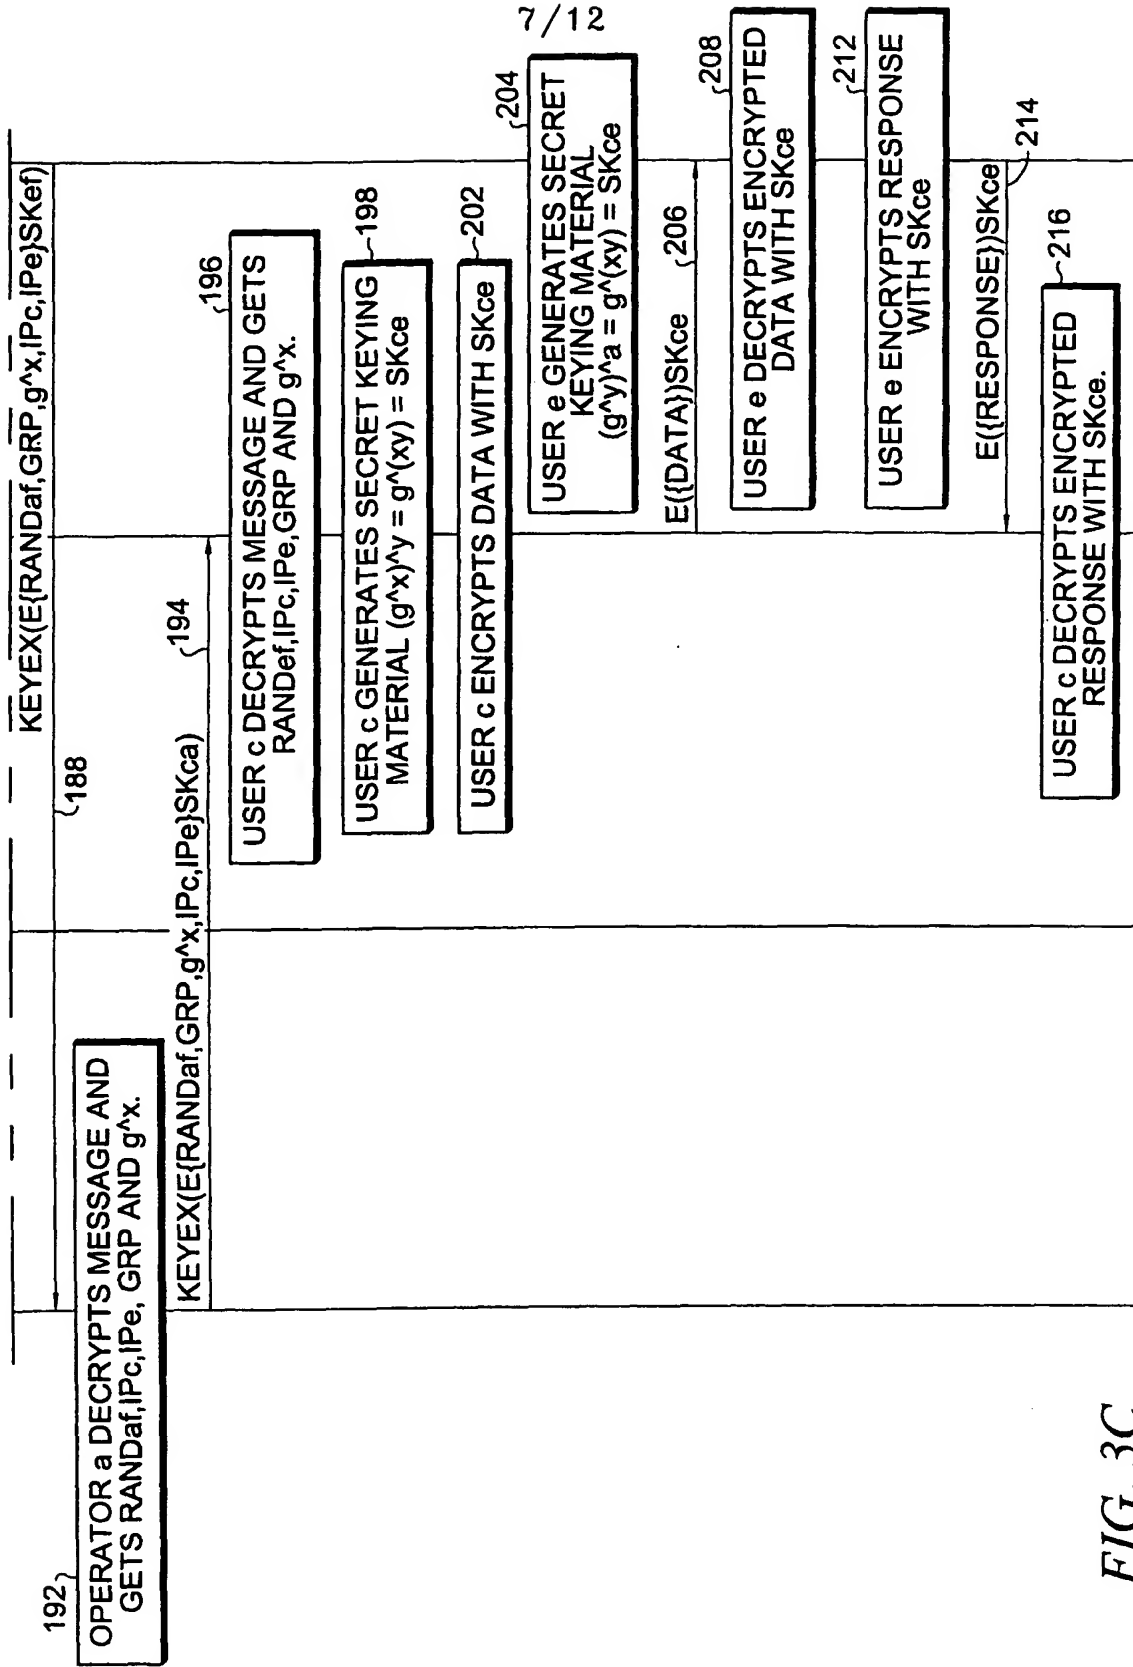 7/12
KEYEX(E{RANDaf,GRP,g^x,IPc,IPe}SKef)
188
192
OPERATOR a DECRYPTS MESSAGE AND
GETS RANDaf,IPc,IPe, GRP AND g^x.
KEYEX(E{RANDaf,GRP,g^x,IPc,IPe}SKca)
194
196
USER c DECRYPTS MESSAGE AND GETS
RANDef,IPc,IPe,GRP AND g^x.
USER c GENERATES SECRET KEYING
MATERIAL (g^x)^y = g^(xy) = SKce
198
USER c ENCRYPTS DATA WITH SKce
202
204
USER e GENERATES SECRET
KEYING MATERIAL
(g^y)^a = g^(xy) = SKce
E({DATA})SKce
206
208
USER e DECRYPTS ENCRYPTED
DATA WITH SKce
212
USER e ENCRYPTS RESPONSE
WITH SKce
E({RESPONSE})SKce
214
216
USER c DECRYPTS ENCRYPTED
RESPONSE WITH SKce.
FIG. 3C